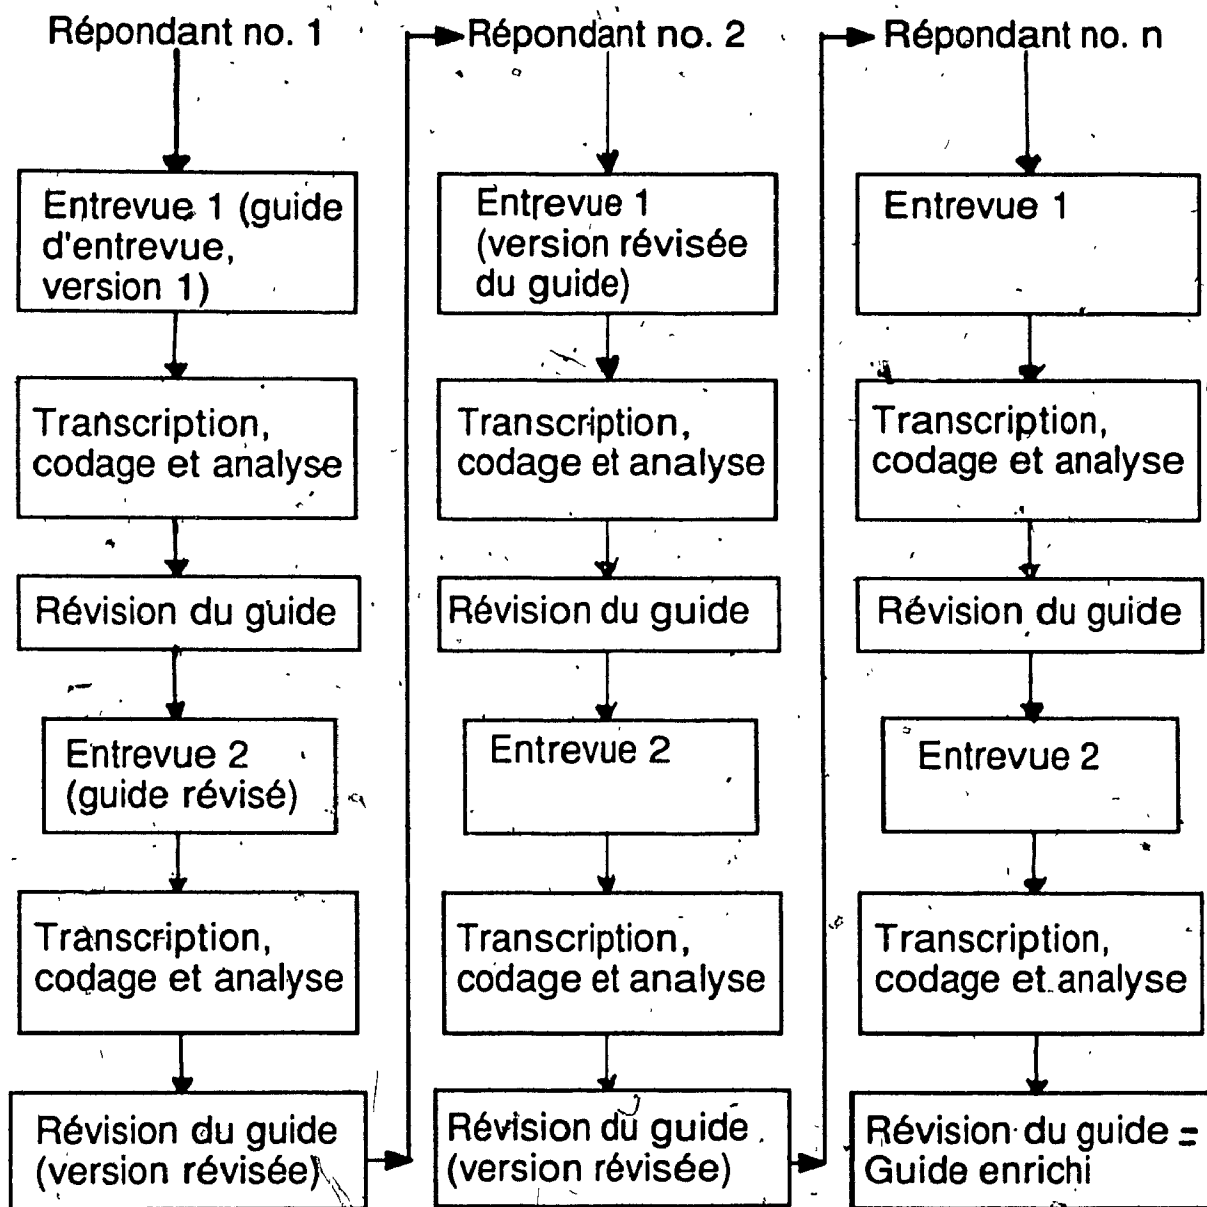 Répondant no. 1
Entrevue 1 (guide
d'entrevue,
version 1)
Transcription,
codage et analyse
Révision du guide
Entrevue 2
(guide révisé)
Transcription,
codage et analyse
Révision du guide
(version révisée)
Répondant no. 2
Entrevue 1
(version révisée
du guide)
Transcription,
codage et analyse
Révision du guide
Entrevue 2
Transcription,
codage et analyse
Révision du guide
(version révisée)
Répondant no. n
Entrevue 1
Transcription,
codage et analyse
Révision du guide
Entrevue 2
Transcription,
codage et analyse
Révision du guide =
Guide enrichi